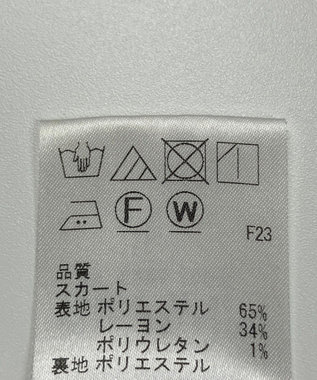 F
W
F23
品質
スカート
表地 ポリエステル 65%
レーヨン 34%
ポリウレタン 1%
裏地 ポリエステル